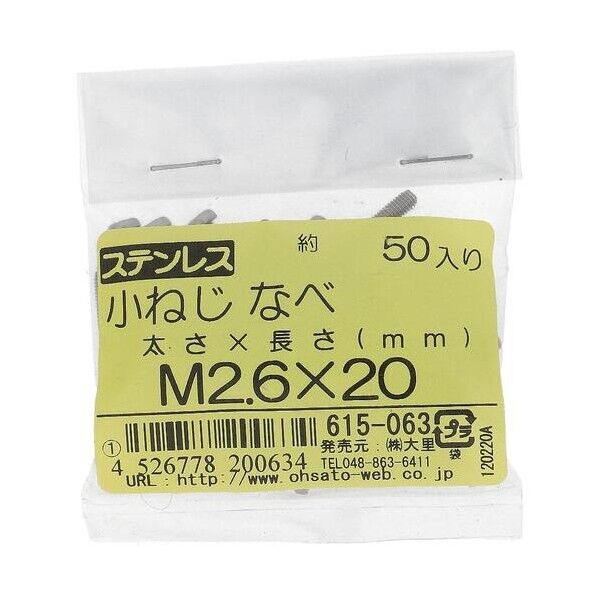 約 50入り
ステンレス
小ねじ なべ
太さ×長さ(mm)
M2.6×20
615-063
プラ
袋
発売元:㈱大里
① 4 526778 200634
TEL048-863-6411
URL:http://www.ohsato-web.co.jp
120220A